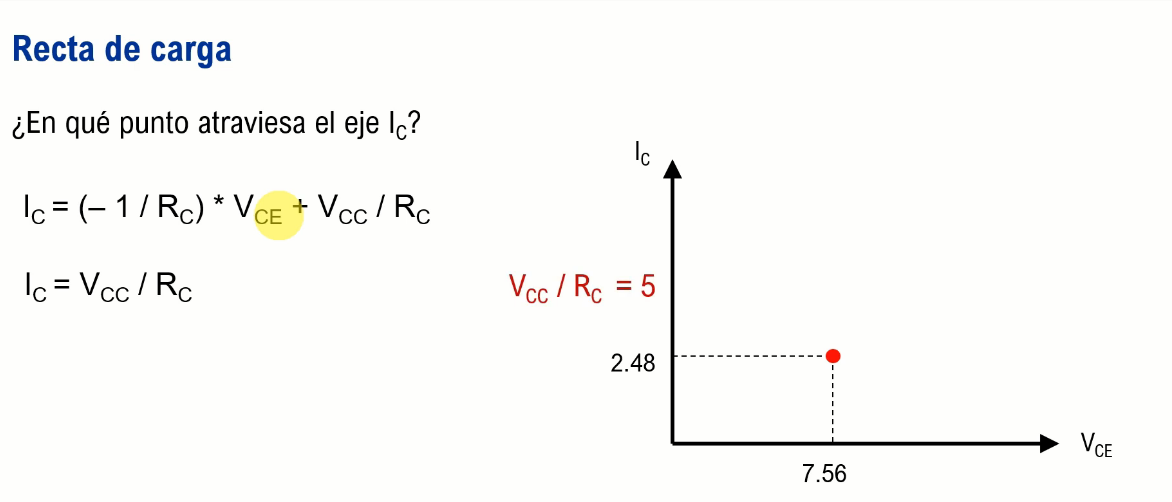 Recta de carga
¿En qué punto atraviesa el eje I_C?
I_C
I_C = (– 1 / R_C) * V_CE + V_CC / R_C
I_C = V_CC / R_C
V_CC / R_C = 5
2.48
V_CE
7.56